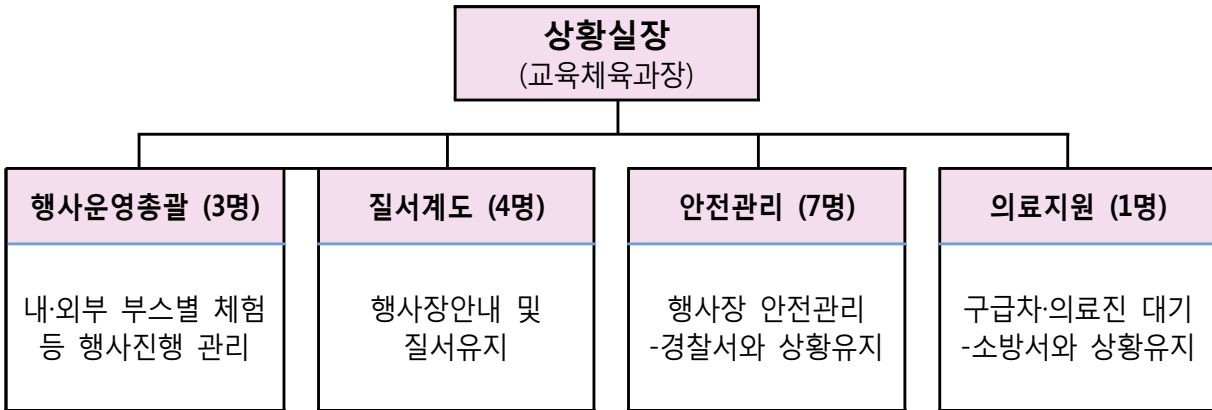 상황실장
(교육체육과장)
행사운영총괄 (3명)
내·외부 부스별 체험
등 행사진행 관리
질서계도 (4명)
행사장안내 및
질서유지
안전관리 (7명)
행사장 안전관리
-경찰서와 상황유지
의료지원 (1명)
구급차·의료진 대기
-소방서와 상황유지